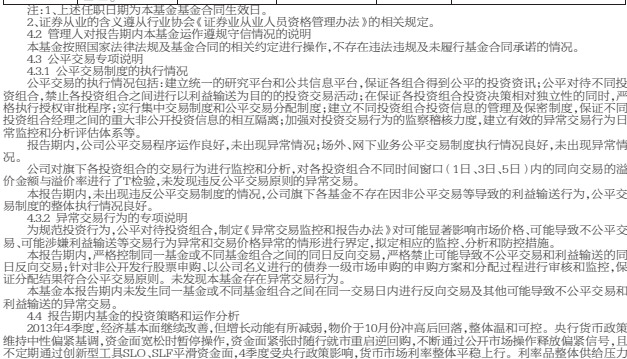 注:1、上述任职日期为本基金基金合同生效日。
2、证券从业的含义遵从行业协会《证券业从业人员资格管理办法》的相关规定。
4.2 管理人对报告期内本基金运作遵规守信情况的说明
本基金按照国家法律法规及基金合同的相关约定进行操作,不存在违法违规及未履行基金合同承诺的情况。
4.3 公平交易专项说明
4.3.1 公平交易制度的执行情况
公平交易的执行情况包括:建立统一的研究平台和公共信息平台,保证各组合得到公平的投资资讯;公平对待不同投
资组合,禁止各投资组合之间进行以利益输送为目的的投资交易活动;在保证各投资组合投资决策相对独立性的同时,严
格执行授权审批程序;实行集中交易制度和公平交易分配制度;建立不同投资组合投资信息的管理及保密制度,保证不同
投资组合经理之间的重大非公开投资信息的相互隔离;加强对投资交易行为的监察稽核力度,建立有效的异常交易行为日
常监控和分析评估体系等。
报告期内,公司公平交易程序运作良好,未出现异常情况;场外、网下业务公平交易制度执行情况良好,未出现异常情
况。
公司对旗下各投资组合的交易行为进行监控和分析,对各投资组合不同时间窗口(1日、3日、5日)内的同向交易的溢
价金额与溢价率进行了T检验,未发现违反公平交易原则的异常交易。
本报告期内,未出现违反公平交易制度的情况,公司旗下各基金不存在因非公平交易等导致的利益输送行为,公平交
易制度的整体执行情况良好。
4.3.2 异常交易行为的专项说明
为规范投资行为,公平对待投资组合,制定《异常交易监控和报告办法》对可能显著影响市场价格、可能导致不公平交
易、可能涉嫌利益输送等交易行为异常和交易价格异常的情形进行界定,拟定相应的监控、分析和防控措施。
本报告期内,严格控制同一基金或不同基金组合之间的同日反向交易,严格禁止可能导致不公平交易和利益输送的同
日反向交易;针对非公开发行股票申购、以公司名义进行的债券一级市场申购的申购方案和分配过程进行审核和监控,保
证分配结果符合公平交易原则。未发现本基金存在异常交易行为。
本基金本报告期内未发生同一基金或不同基金组合之间在同一交易日内进行反向交易及其他可能导致不公平交易和
利益输送的异常交易。
4.4 报告期内基金的投资策略和运作分析
2013年4季度,经济基本面继续改善,但增长动能有所减弱,物价于10月份冲高后回落,整体温和可控。央行货币政策
维持中性偏紧基调,资金面宽松时暂停操作,资金面紧张时随行就市重启逆回购,不断通过公开市场操作释放偏紧信号,且
不定期通过创新型工具SLO、SLF平滑资金面,4季度受央行政策影响,货币市场利率整体平稳上行。利率品整体供给压力